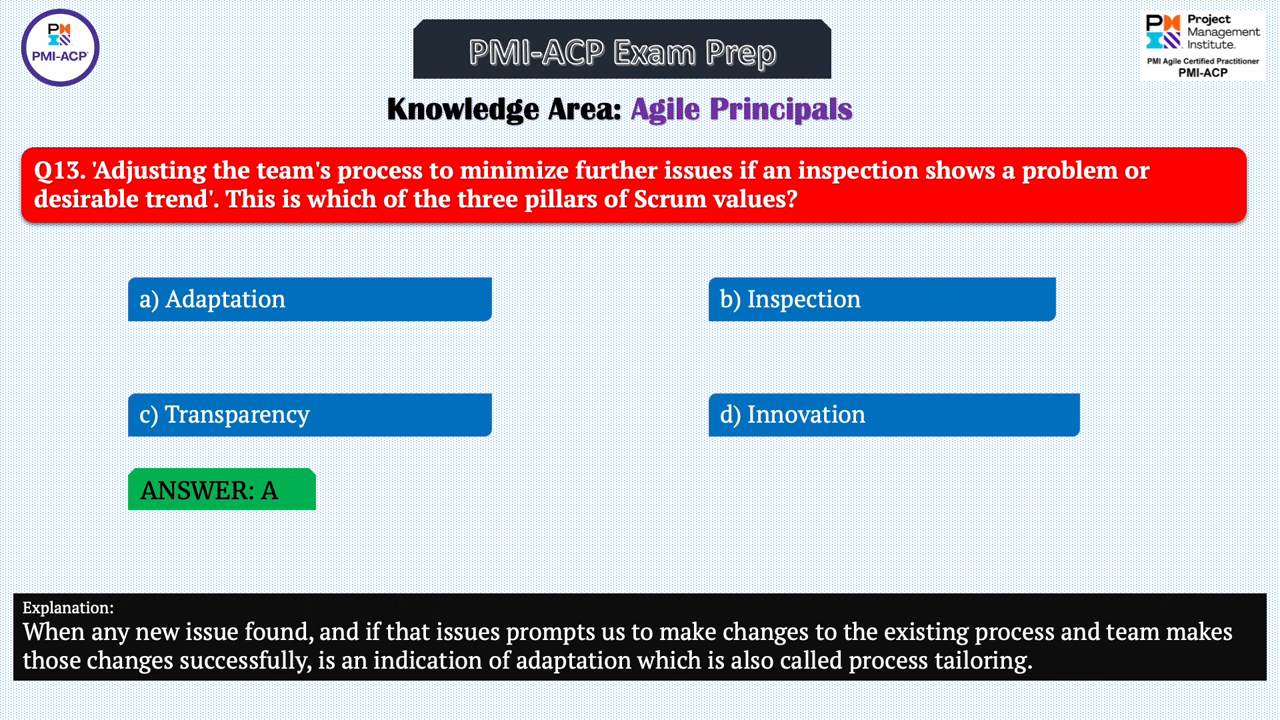 PMI-ACP
PMI-ACP Exam Prep
Project
Management
Institute.
PMI Agile Certified Practitioner
PMI-ACP
Knowledge Area: Agile Principals
Q13. 'Adjusting the team's process to minimize further issues if an inspection shows a problem or
desirable trend'. This is which of the three pillars of Scrum values?
a) Adaptation
b) Inspection
c) Transparency
d) Innovation
ANSWER: A
Explanation:
When any new issue found, and if that issues prompts us to make changes to the existing process and team makes
those changes successfully, is an indication of adaptation which is also called process tailoring.